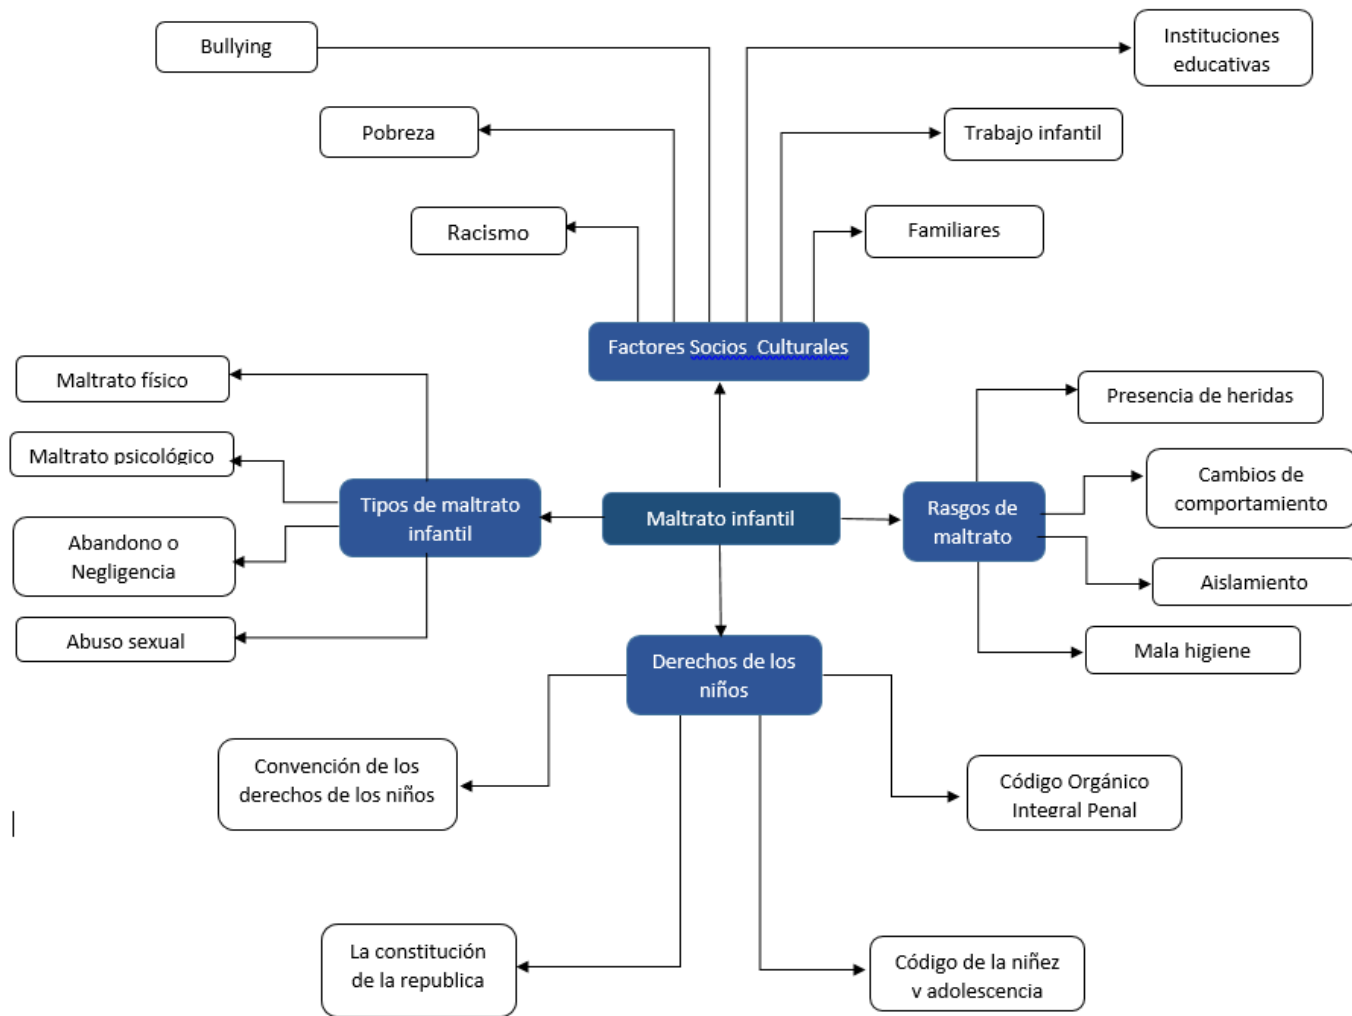 Bullying
Instituciones
educativas
Pobreza
Trabajo infantil
Racismo
Familiares
Factores Socios Culturales
Maltrato físico
Presencia de heridas
Maltrato psicológico
Cambios de
comportamiento
Tipos de maltrato
infantil
Maltrato infantil
Rasgos de
maltrato
Abandono o
Negligencia
Aislamiento
Abuso sexual
Mala higiene
Derechos de los
niños
Convención de los
derechos de los niños
Código Orgánico
Integral Penal
La constitución
de la republica
Código de la niñez
y adolescencia